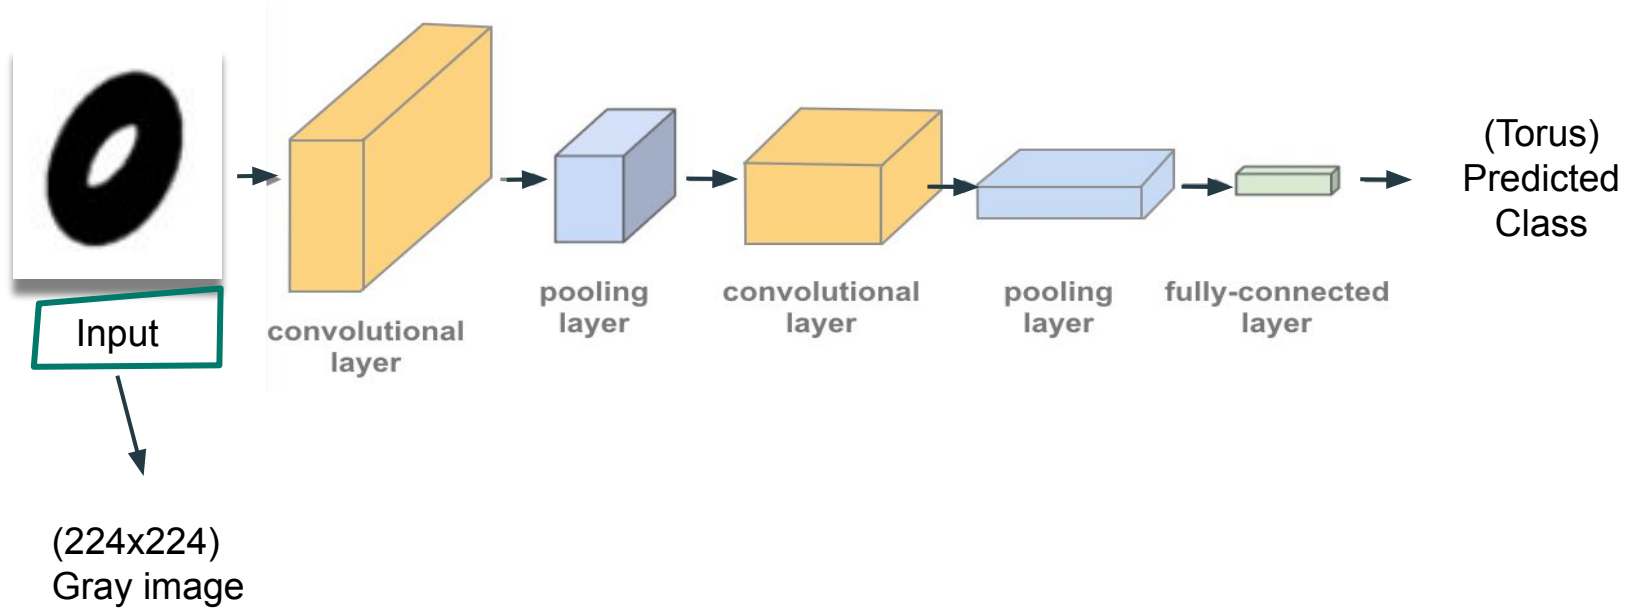 Input
(224x224)
Gray image
convolutional
layer
pooling
layer
convolutional
layer
pooling
layer
fully-connected
layer
(Torus)
Predicted
Class